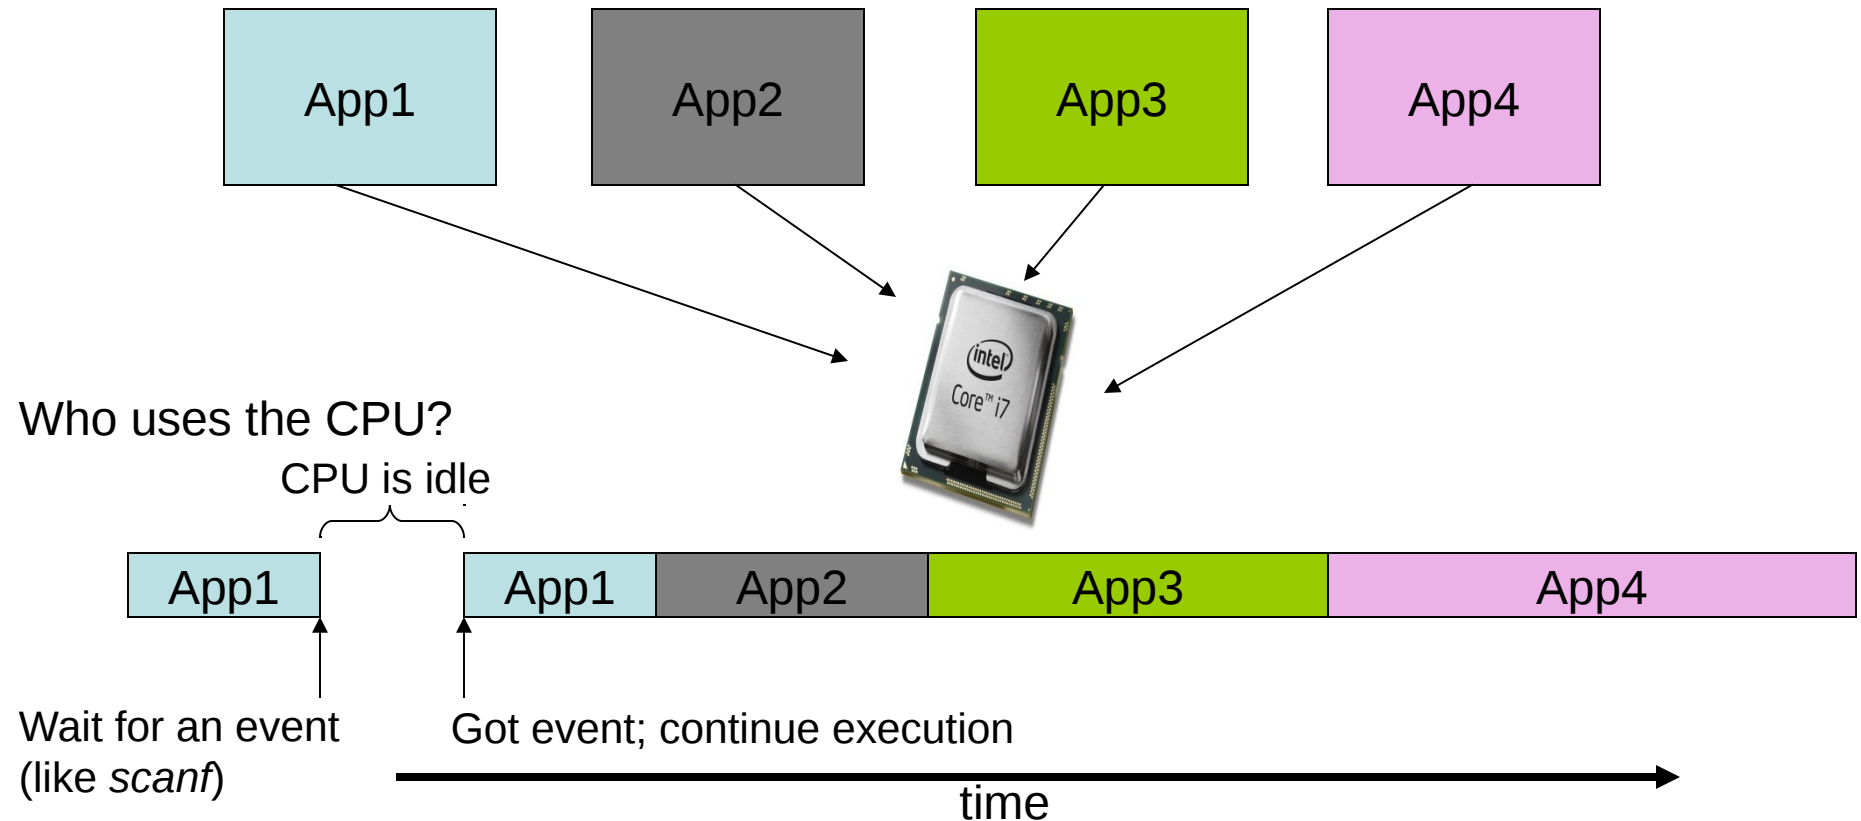 App1
App2
App3
App4
intel
Core™ i7
Who uses the CPU?
CPU is idle
App1
App1
App2
App3
App4
Wait for an event
(like scanf)
Got event; continue execution
time